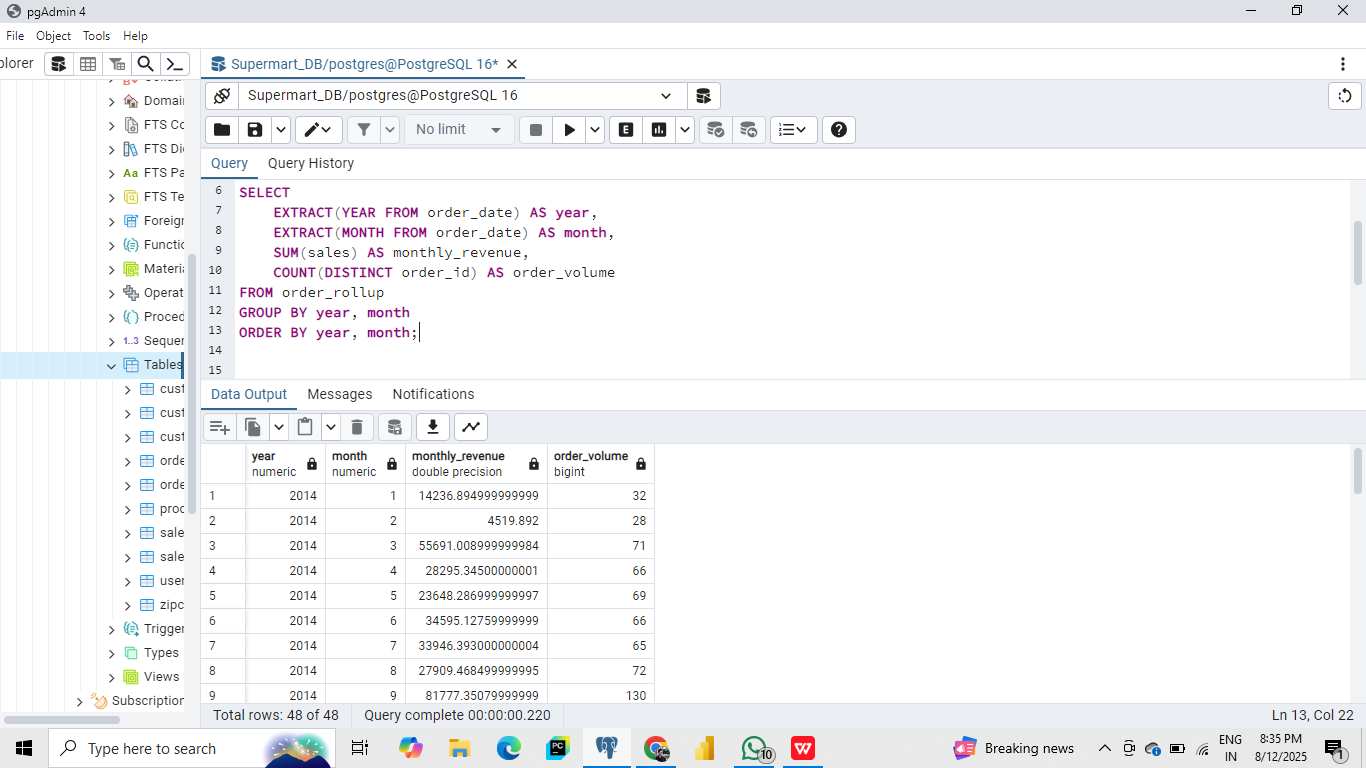 pgAdmin 4
File Object Tools Help
plorer
Supermart_DB/postgres@PostgreSQL 16*
Supermart_DB/postgres@PostgreSQL 16
No limit
E
Query Query History
Domai
FTS Co
FTS Di
Aa FTS Pa
FTS Te
Foreign
Functio
Materia
Operat
Proced
1..3 Sequer
Tables
cust
cust
cust
orde
orde
prod
sale
sale
user
zipc
Trigger
Types
Views
Subscription
6 SELECT
7 EXTRACT(YEAR FROM order_date) AS year,
8 EXTRACT(MONTH FROM order_date) AS month,
9 SUM(sales) AS monthly_revenue,
10 COUNT(DISTINCT order_id) AS order_volume
11 FROM order_rollup
12 GROUP BY year, month
13 ORDER BY year, month;
14
15
Data Output Messages Notifications
year month monthly_revenue order_volume
numeric numeric double precision bigint
1 2014 1 14236.894999999999 32
2 2014 2 4519.892 28
3 2014 3 55691.008999999984 71
4 2014 4 28295.34500000001 66
5 2014 5 23648.286999999997 69
6 2014 6 34595.12759999999 66
7 2014 7 33946.393000000004 65
8 2014 8 27909.468499999995 72
9 2014 9 81777.35079999999 130
Total rows: 48 of 48 Query complete 00:00:00.220 Ln 13, Col 22
Type here to search
PC
W
10
Breaking news
ENG
IN
8:35 PM
8/12/2025
1